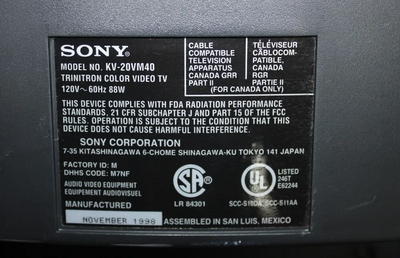 SONY
MODEL NO. KV-20VM40
TRINITRON COLOR VIDEO TV
120V~60Hz 88W
CABLE
COMPATIBLE
TELEVISION
APPARATUS
CANADA GRR
PART II
TÉLÉVISEUR
CÂBLOCOM-
PATIBLE,
CANADA
RGR
PARTIE II
(FOR CANADA ONLY)
THIS DEVICE COMPLIES WITH FDA RADIATION PERFORMANCE
STANDARDS, 21 CFR SUBCHAPTER J AND PART 15 OF THE FCC
RULES. OPERATION IS SUBJECT TO THE CONDITION THAT THIS
DEVICE DOES NOT CAUSE HARMFUL INTERFERENCE.
SONY CORPORATION
7-35 KITASHINAGAWA 6-CHOME SHINAGAWA-KU TOKYO 141 JAPAN
FACTORY ID: M
DHHS CODE: M7NF
AUDIO VIDEO EQUIPMENT
EQUIPEMENT AUDIOVISUEL
MANUFACTURED
NOVEMBER 1998
SA
LR 84301
UL
LISTED
246T
E62244
SCC-S11AA
ASSEMBLED IN SAN LUIS, MEXICO